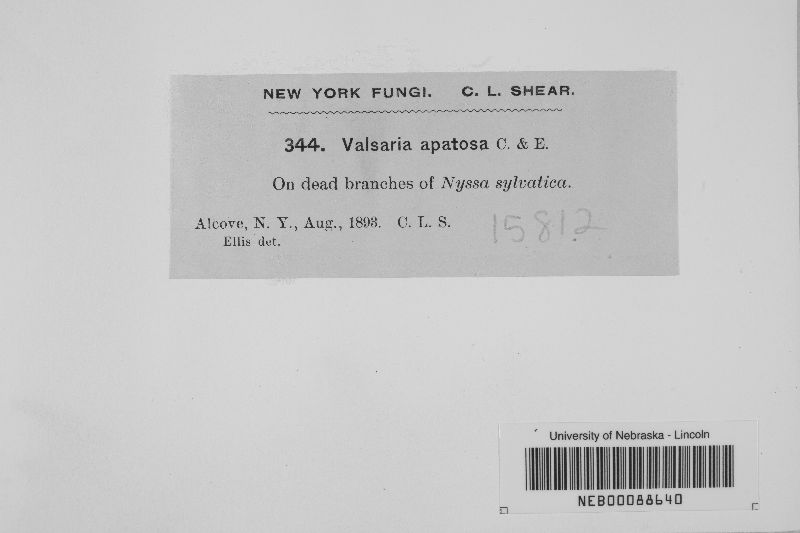 NEW YORK FUNGI. C. L. SHEAR.
344. Valsaria apatosa C. & E.
On dead branches of Nyssa sylvatica.
Alcove, N. Y., Aug., 1893. C. L. S.
Ellis det.
15812
University of Nebraska - Lincoln
NEB00088640